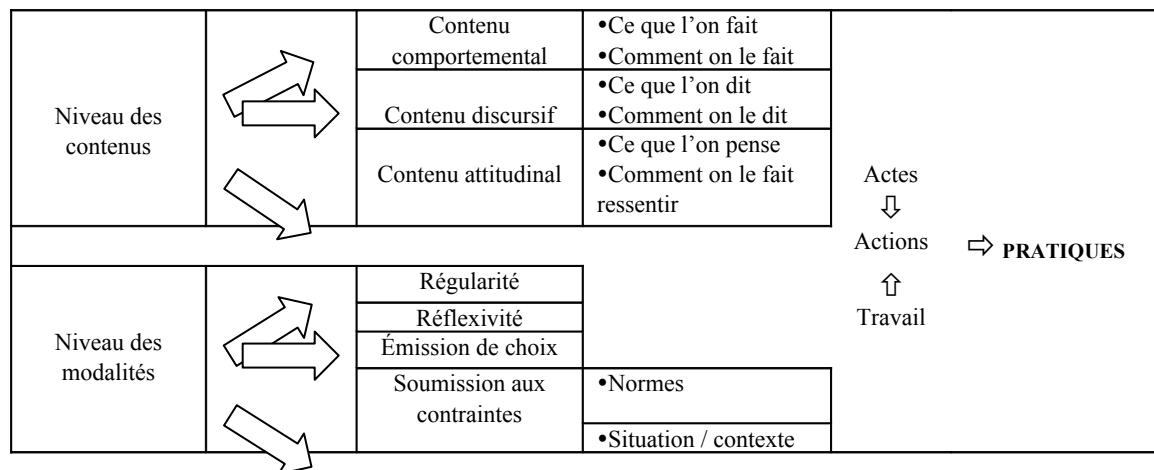 Niveau des
contenus
Contenu
comportemental
•Ce que l'on fait
•Comment on le fait
Contenu discursif
•Ce que l'on dit
•Comment on le dit
Contenu attitudinal
•Ce que l'on pense
•Comment on le fait
ressentir
Niveau des
modalités
Régularité
Réflexivité
Émission de choix
Soumission aux
contraintes
•Normes
•Situation / contexte
Actes
Actions
Travail
PRATIQUES